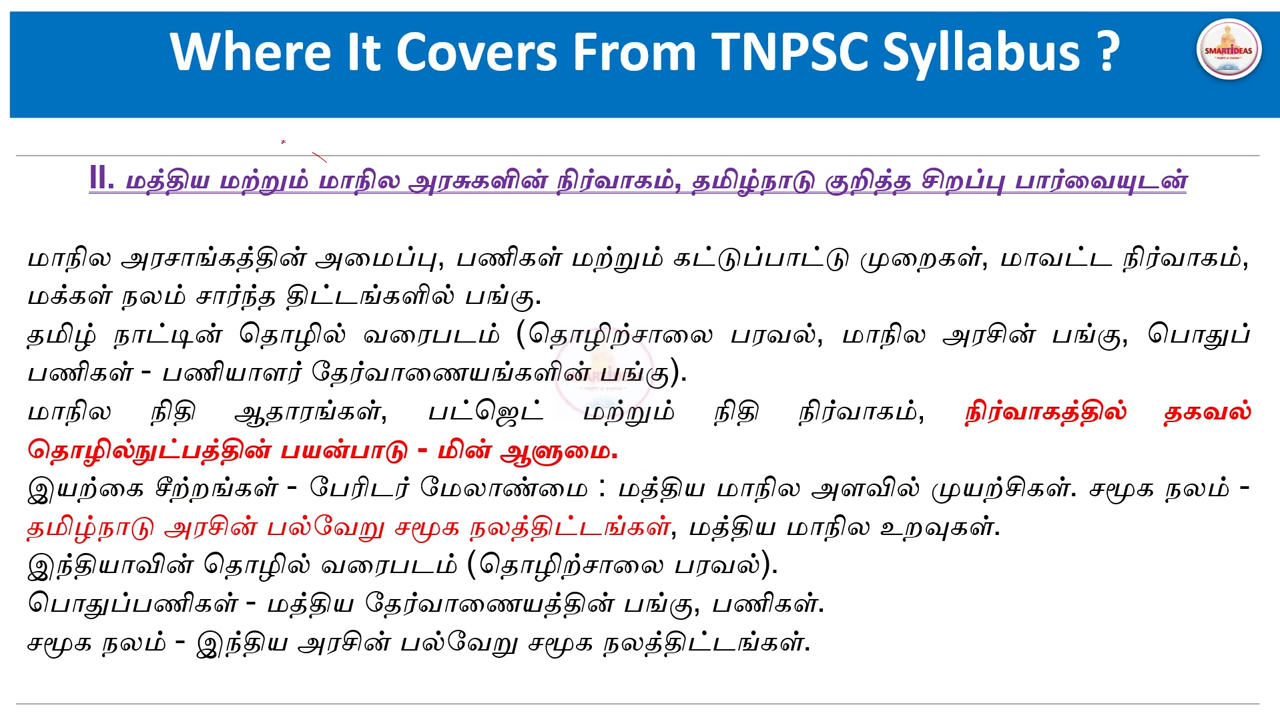 Where It Covers From TNPSC Syllabus ?
SMARTIDEAS
II. மத்திய மற்றும் மாநில அரசுகளின் நிர்வாகம், தமிழ்நாடு குறித்த சிறப்பு பார்வையுடன்
மாநில அரசாங்கத்தின் அமைப்பு, பணிகள் மற்றும் கட்டுப்பாட்டு முறைகள், மாவட்ட நிர்வாகம்,
மக்கள் நலம் சார்ந்த திட்டங்களில் பங்கு.
தமிழ் நாட்டின் தொழில் வரைபடம் (தொழிற்சாலை பரவல், மாநில அரசின் பங்கு, பொதுப்
பணிகள் - பணியாளர் தேர்வாணையங்களின் பங்கு).
மாநில நிதி ஆதாரங்கள், பட்ஜெட் மற்றும் நிதி நிர்வாகம், நிர்வாகத்தில் தகவல்
தொழில்நுட்பத்தின் பயன்பாடு - மின் ஆளுமை.
இயற்கை சீற்றங்கள் - பேரிடர் மேலாண்மை : மத்திய மாநில அளவில் முயற்சிகள். சமூக நலம் -
தமிழ்நாடு அரசின் பல்வேறு சமூக நலத்திட்டங்கள், மத்திய மாநில உறவுகள்.
இந்தியாவின் தொழில் வரைபடம் (தொழிற்சாலை பரவல்).
பொதுப்பணிகள் - மத்திய தேர்வாணையத்தின் பங்கு, பணிகள்.
சமூக நலம் - இந்திய அரசின் பல்வேறு சமூக நலத்திட்டங்கள்.